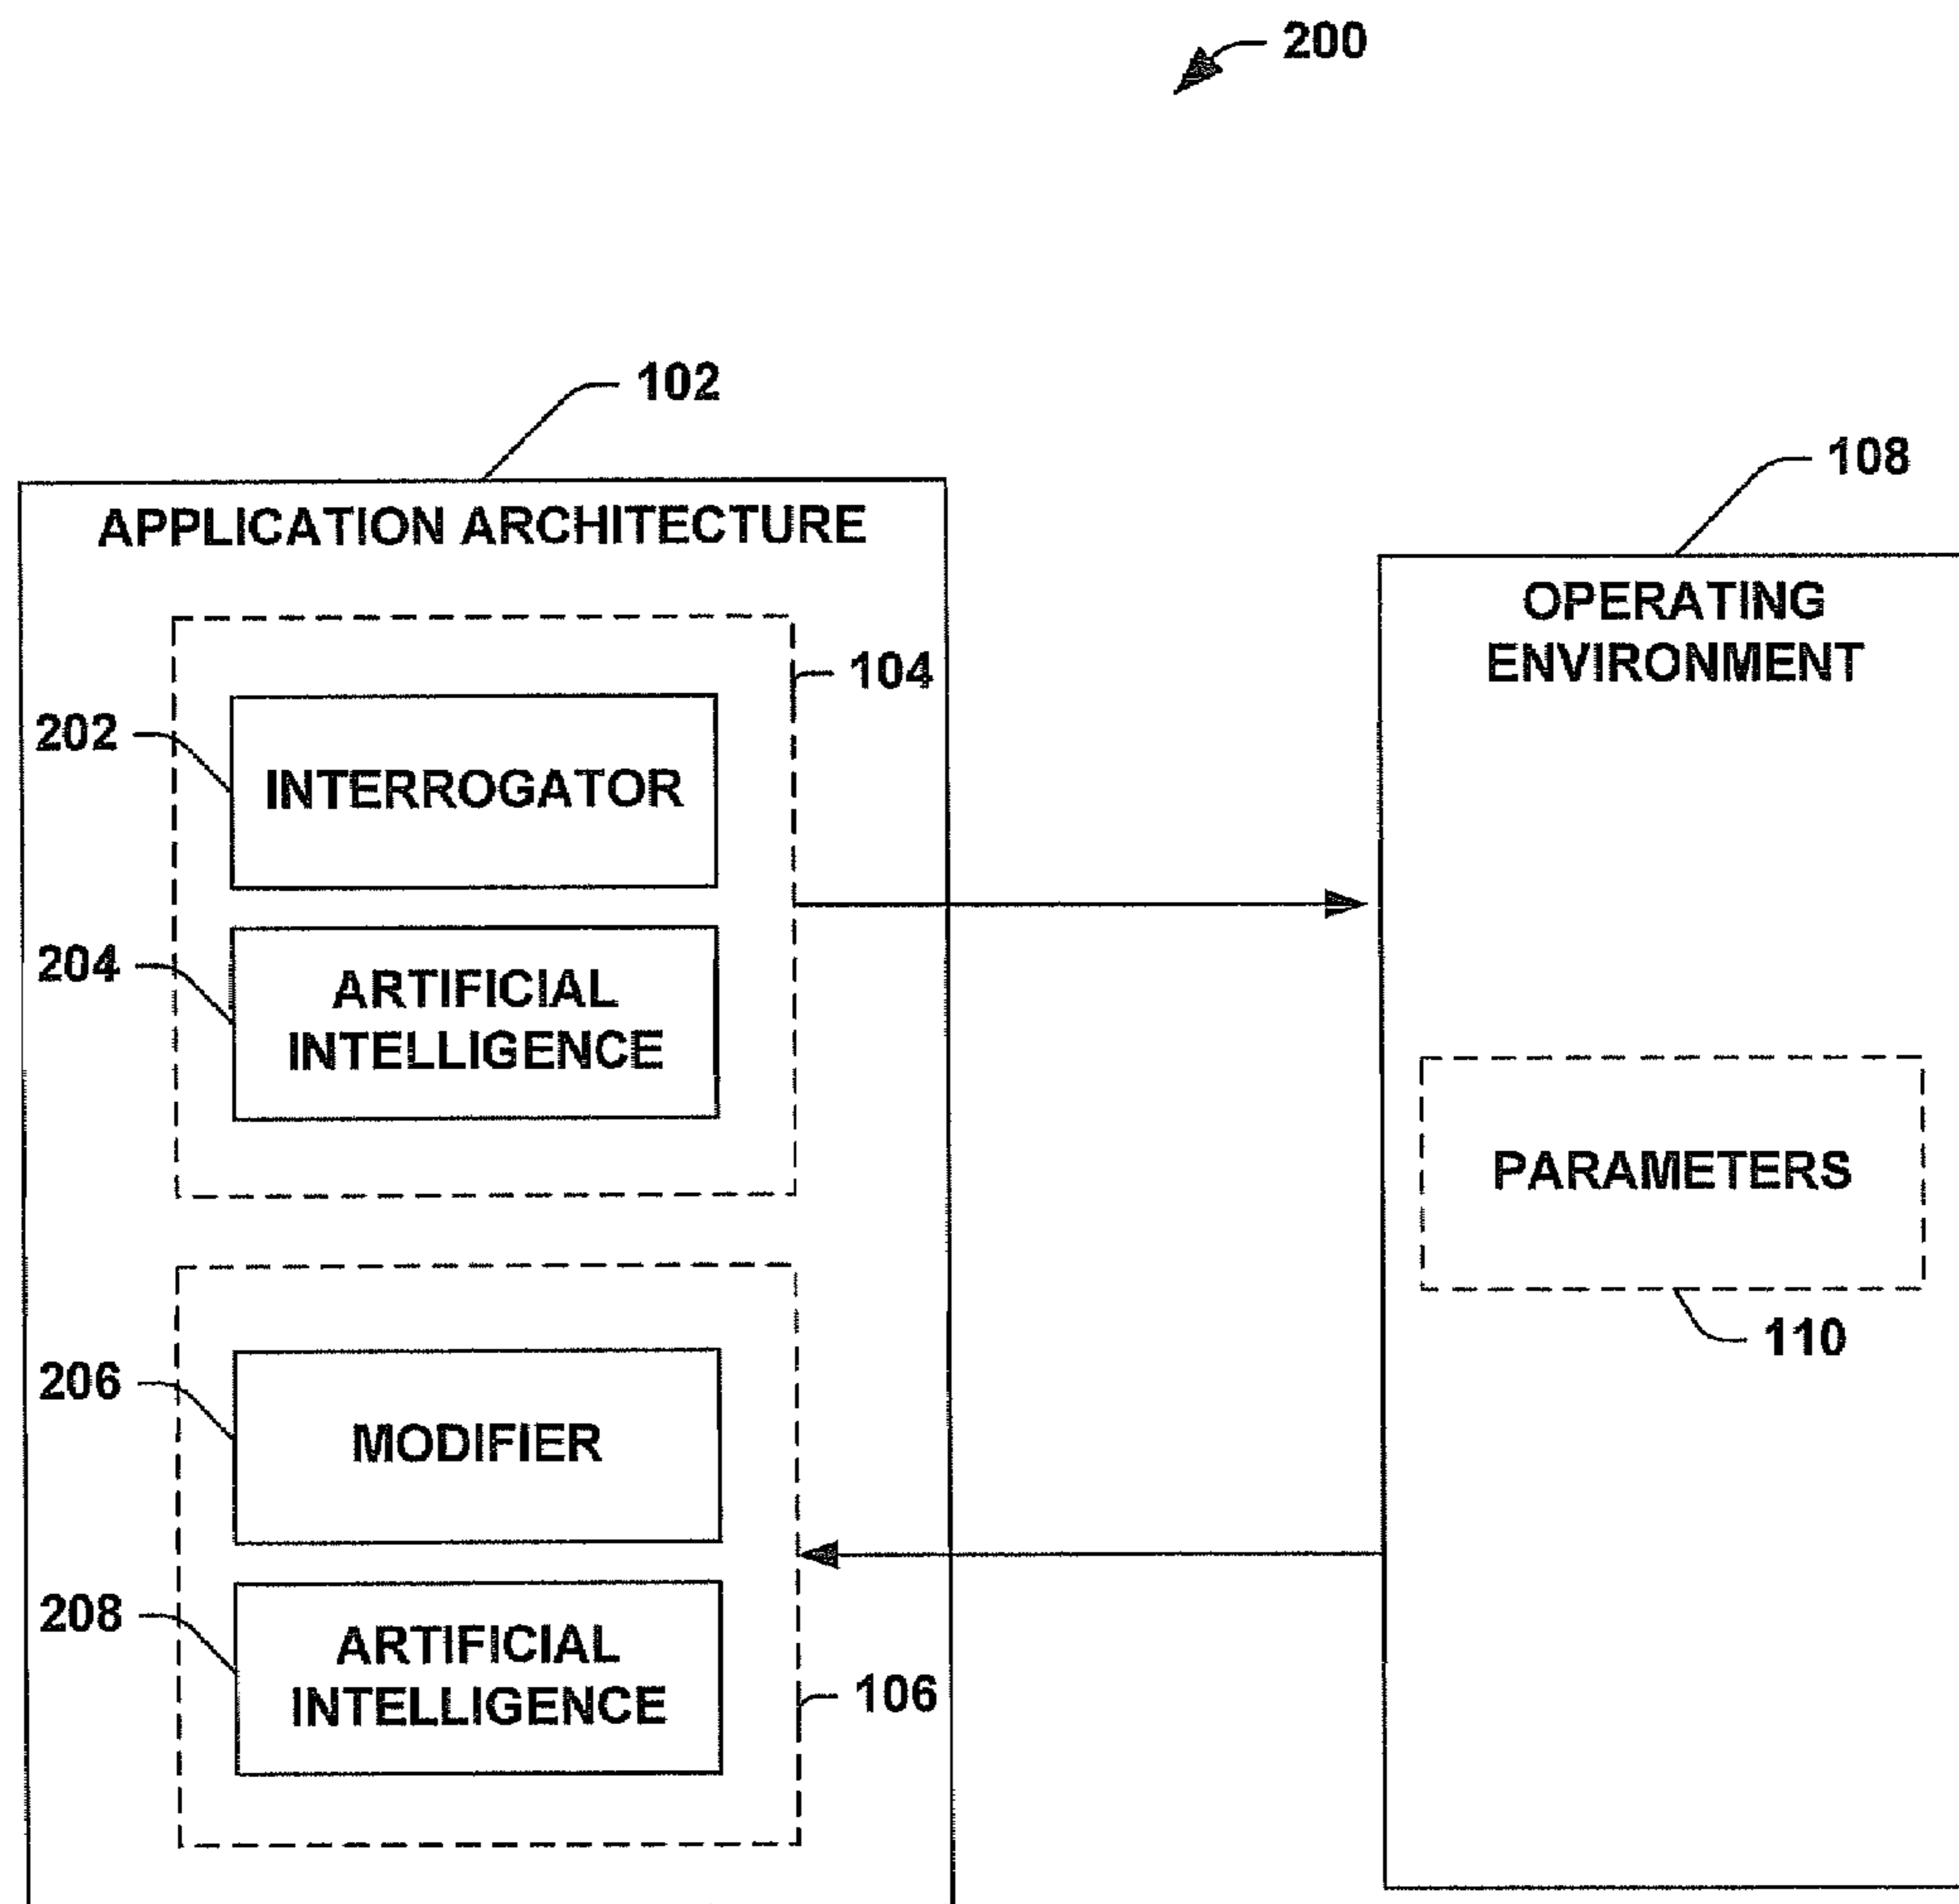 200
102
108
APPLICATION ARCHITECTURE
OPERATING
ENVIRONMENT
104
202
INTERROGATOR
204
ARTIFICIAL
INTELLIGENCE
PARAMETERS
110
206
MODIFIER
208
ARTIFICIAL
INTELLIGENCE
106